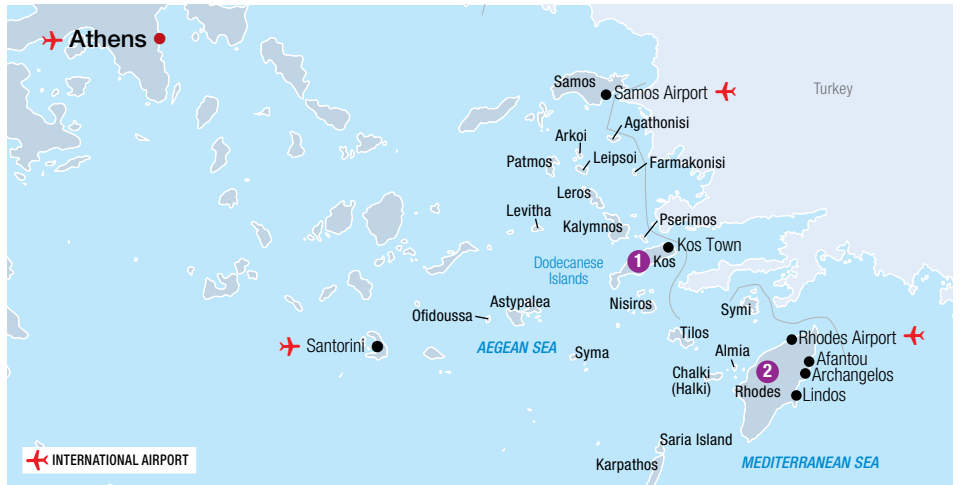 Athens
Samos
Samos Airport
Turkey
Agathonisi
Arkoi
Leipsoi
Farmakonisi
Patmos
Leros
Levitha
Pserimos
Kalymnos
Kos Town
1
Kos
Dodecanese
Islands
Nisiros
Astypalea
Symi
Ofidoussa
Tilos
Rhodes Airport
Santorini
AEGEAN SEA
Syma
Almia
Afantou
Chalki
(Halki)
2
Archangelos
Rhodes
Lindos
Saria Island
Karpathos
MEDITERRANEAN SEA
INTERNATIONAL AIRPORT